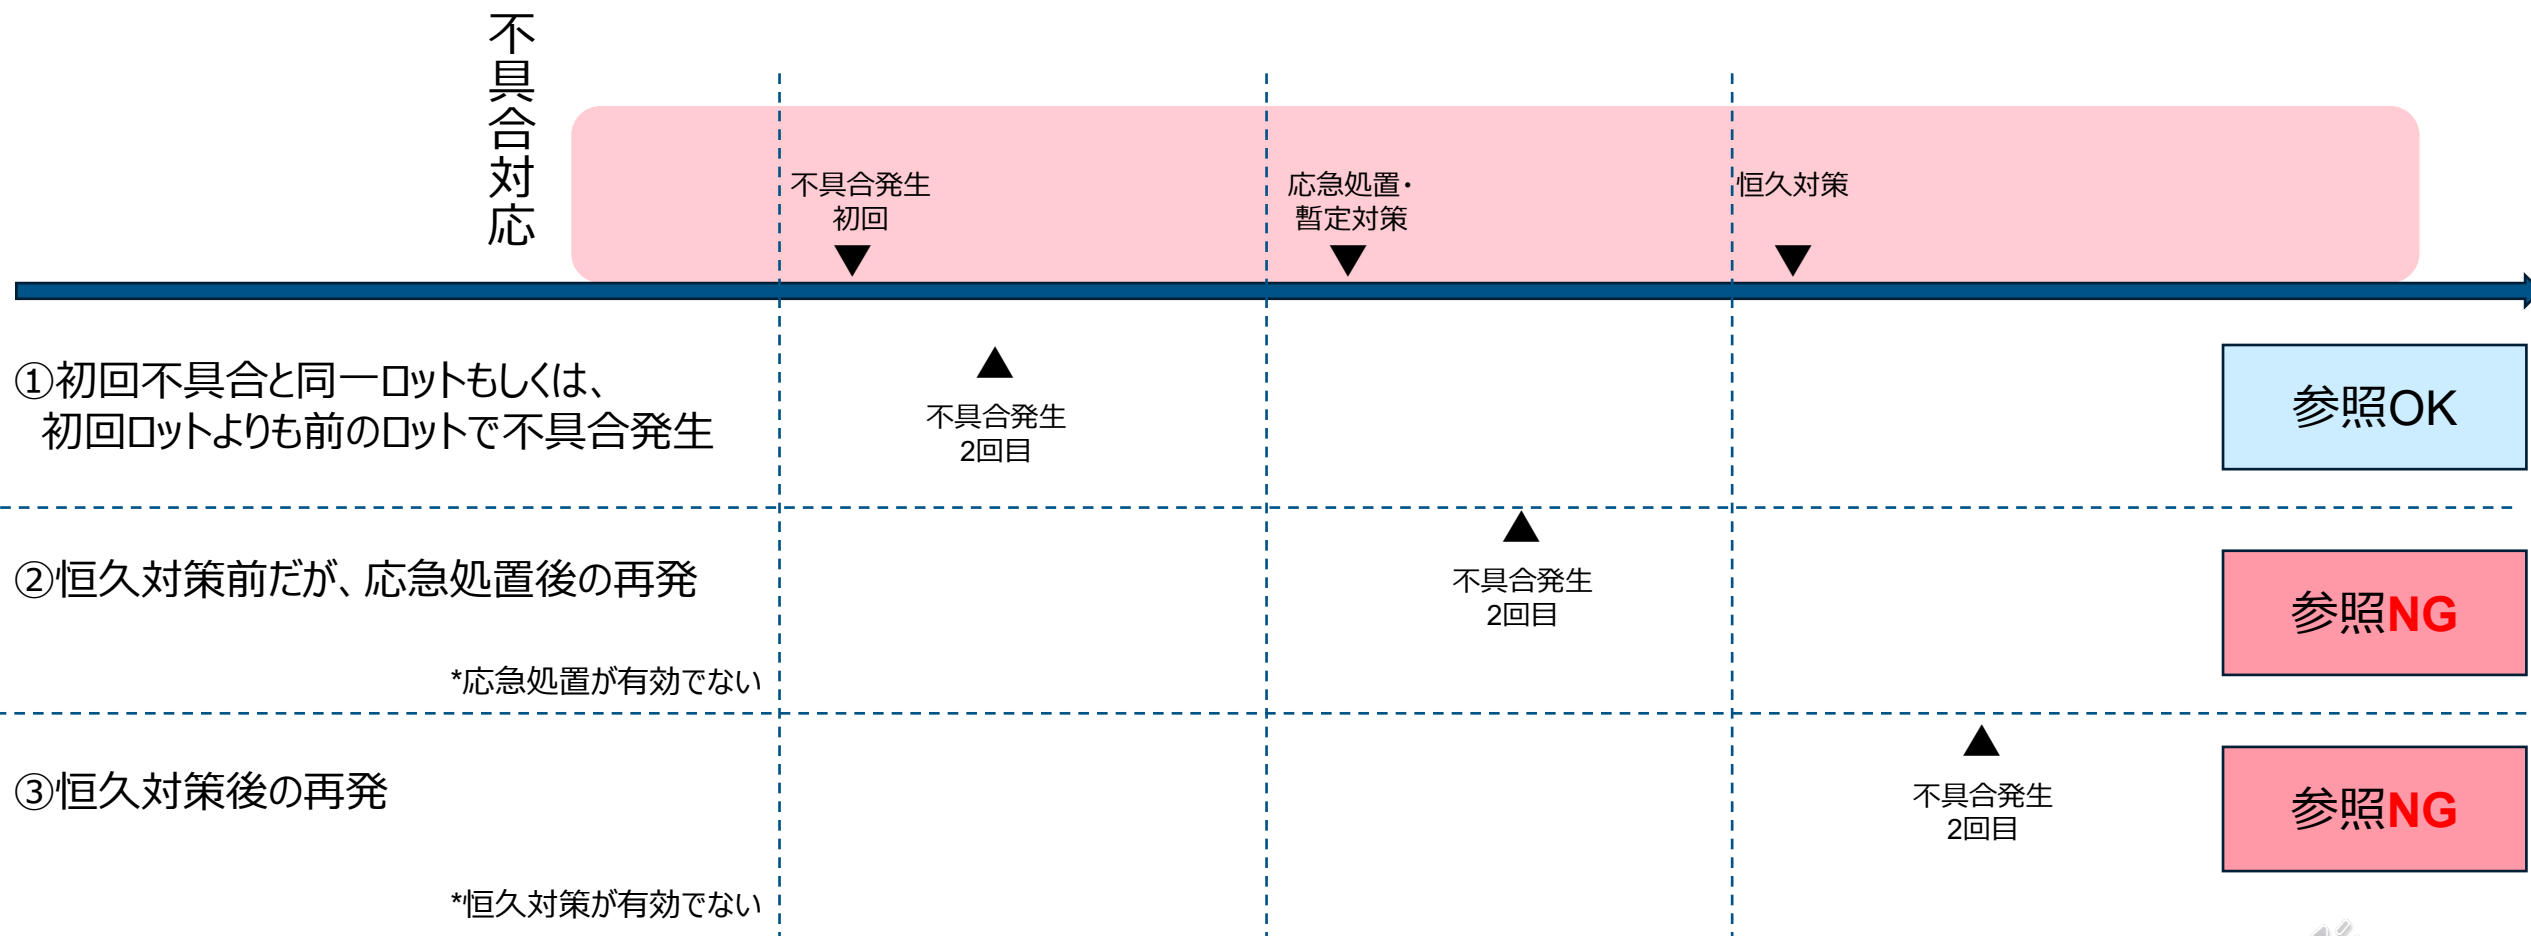 不具合対応
不具合発生
初回
応急処置・
暫定対策
恒久対策
①初回不具合と同一ロットもしくは、
初回ロットよりも前のロットで不具合発生
不具合発生
2回目
参照OK
②恒久対策前だが、応急処置後の再発
*応急処置が有効でない
不具合発生
2回目
参照NG
③恒久対策後の再発
*恒久対策が有効でない
不具合発生
2回目
参照NG